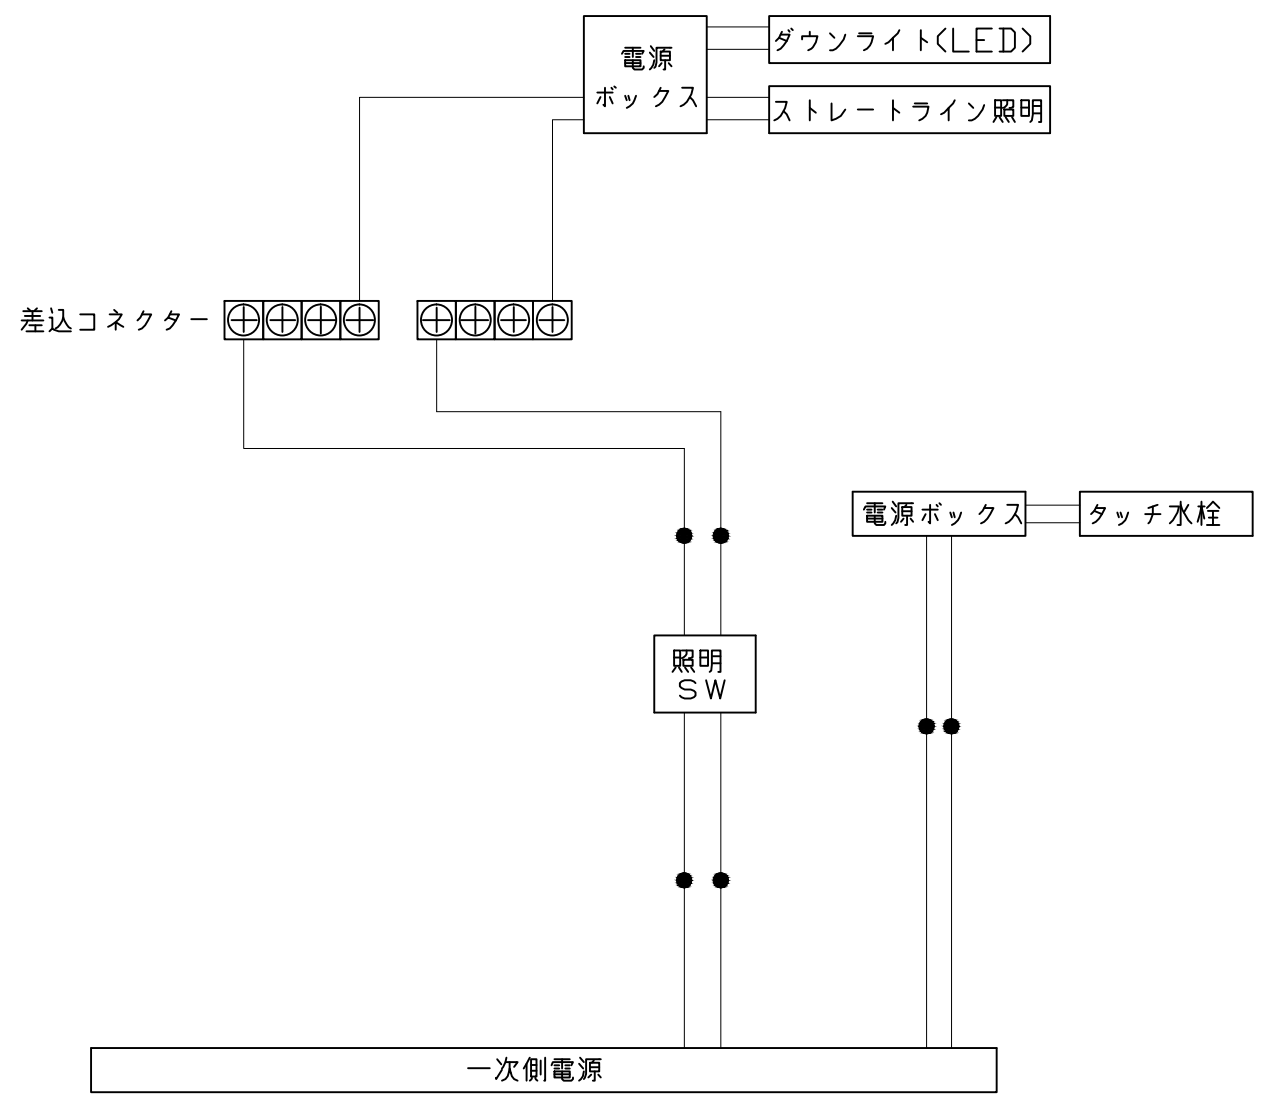 電源
ボックス
ダウンライト(LED)
ストレートライン照明
差込コネクター
電源ボックス
タッチ水栓
照明
SW
一次側電源